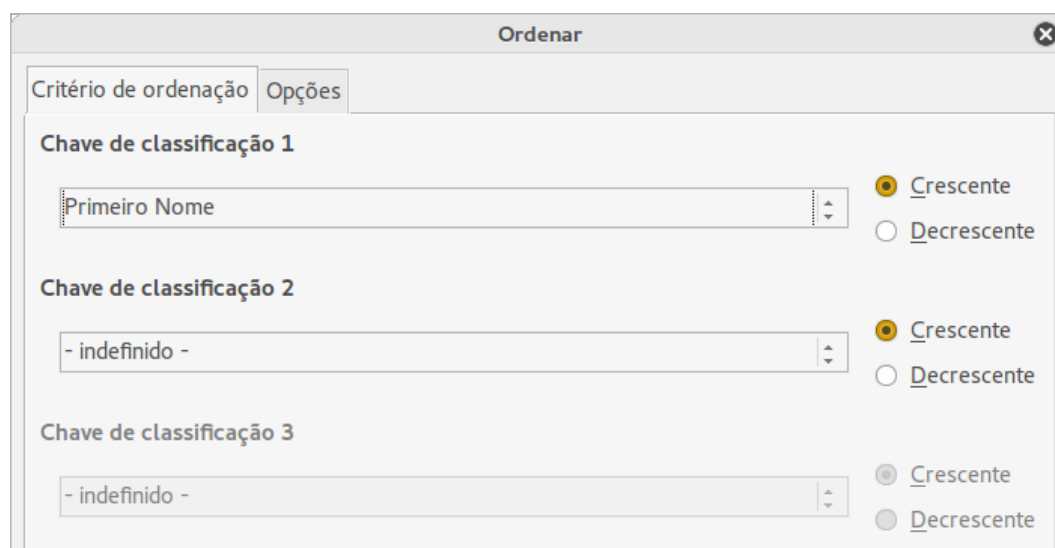 Ordenar
Critério de ordenação Opções
Chave de classificação 1
Primeiro Nome
Crescente
Decrescente
Chave de classificação 2
- indefinido -
Crescente
Decrescente
Chave de classificação 3
- indefinido -
Crescente
Decrescente